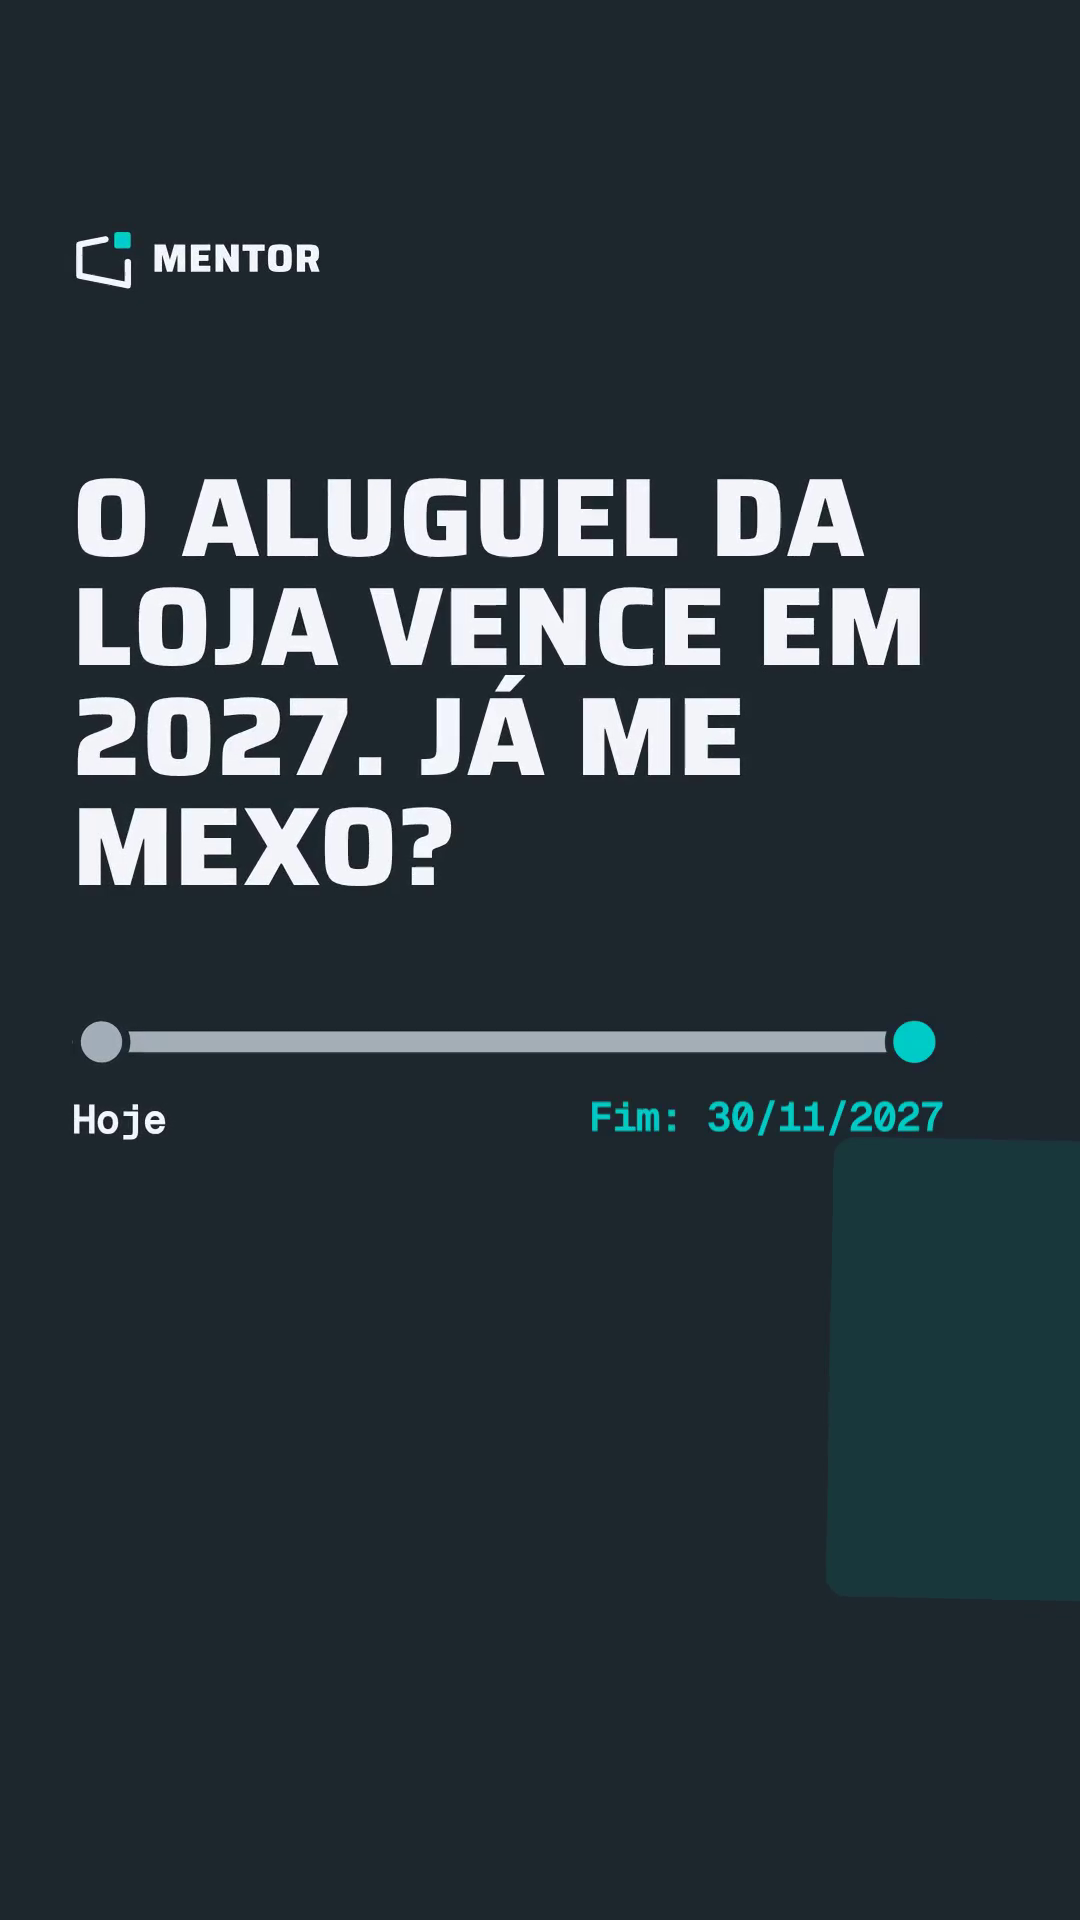 MENTOR
O ALUGUEL DA
LOJA VENCE EM
2027. JÁ ME
MEXO?
Hoje
Fim: 30/11/2027